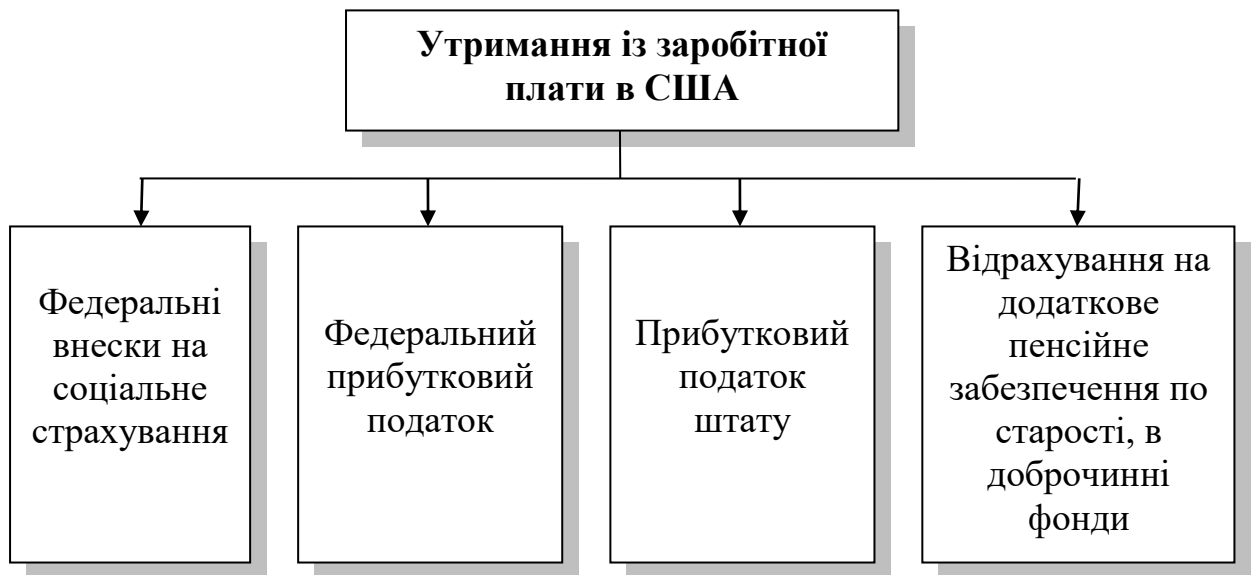 Утримання із заробітної
плати в США
Федеральні
внески на
соціальне
страхування
Федеральний
прибутковий
податок
Прибутковий
податок
штату
Відрахування на
додаткове
пенсійне
забезпечення по
старості, в
доброчинні
фонди